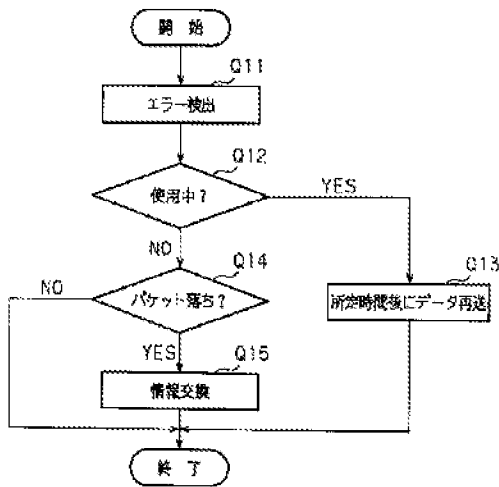 開始
Q11
エラー検出
Q12
使用中?
YES
NO
Q14
Q13
NO
パケット落ち?
所定時間後にデータ再送
YES
Q15
情報交換
終了